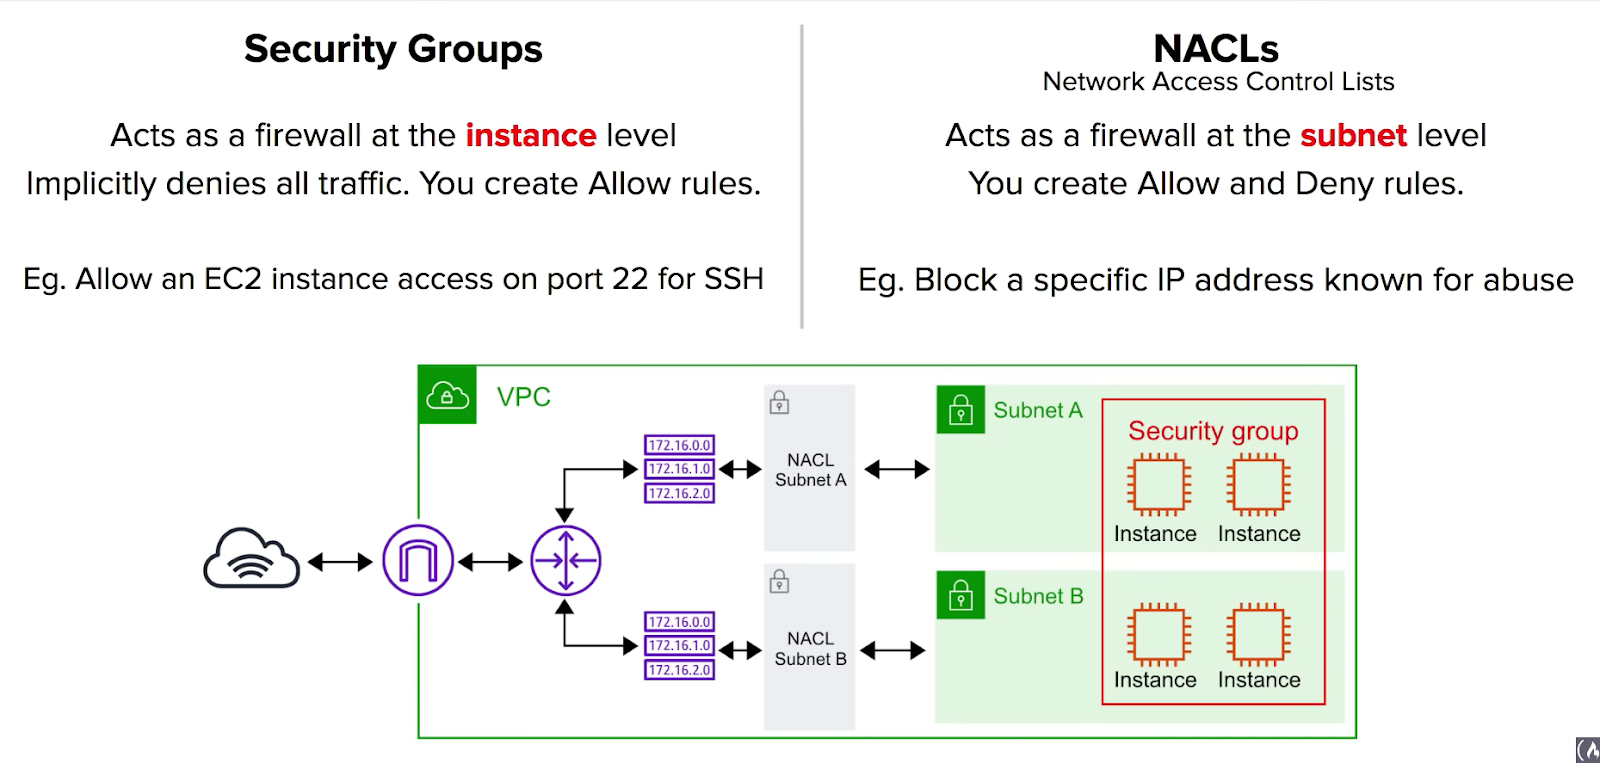 Security Groups
Acts as a firewall at the instance level
Implicitly denies all traffic. You create Allow rules.
Eg. Allow an EC2 instance access on port 22 for SSH
NACLs
Network Access Control Lists
Acts as a firewall at the subnet level
You create Allow and Deny rules.
Eg. Block a specific IP address known for abuse
VPC
172.16.0.0
172.16.1.0
172.16.2.0
NACL
Subnet A
Subnet A
Security group
Instance
Instance
172.16.0.0
172.16.1.0
172.16.2.0
NACL
Subnet B
Subnet B
Instance
Instance